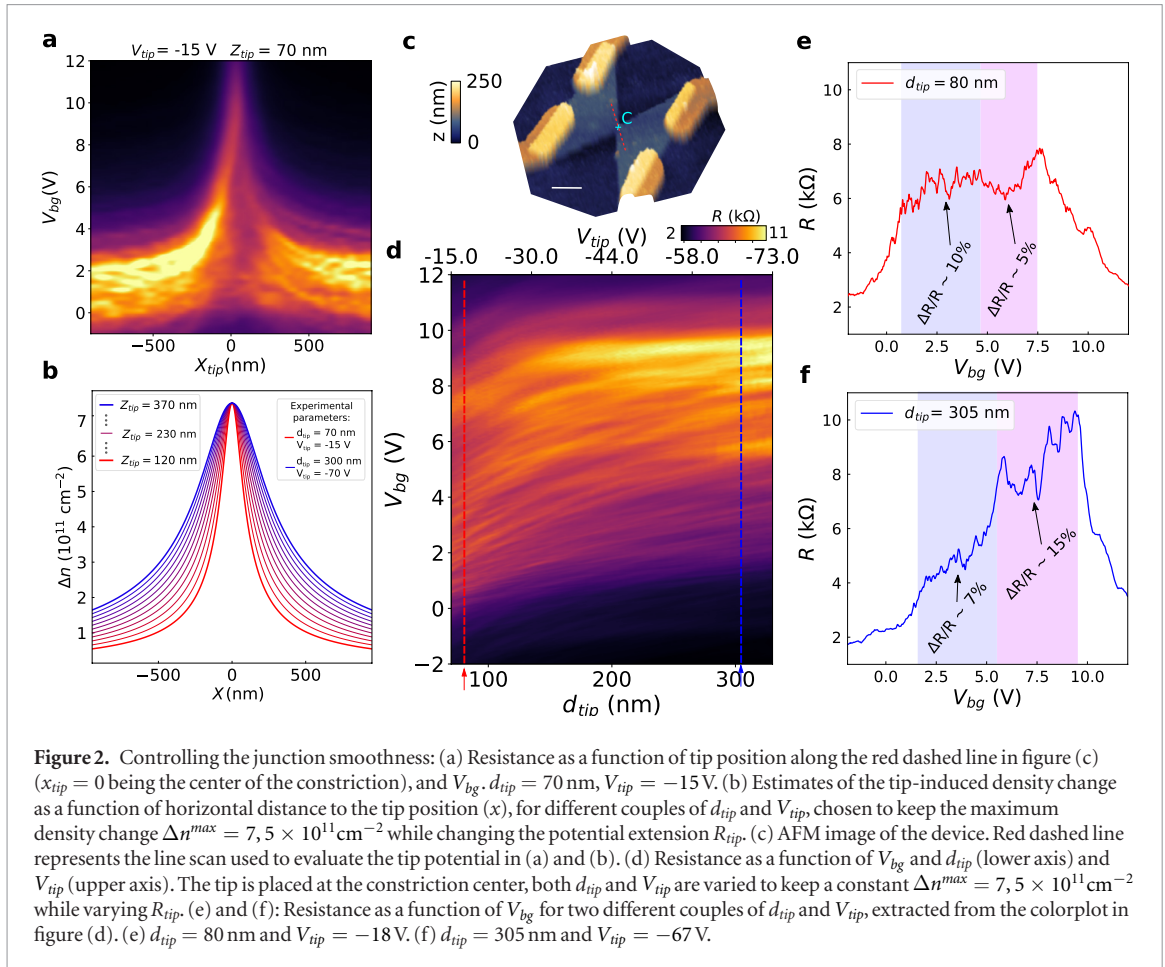 a
V_tip = -15 V Z_tip = 70 nm
12
10
8
6
4
2
0
V_bg(V)
−500 0 500
X_tip(nm)
b
Z_tip = 370 nm
Z_tip = 230 nm
Z_tip = 120 nm
Experimental
parameters:
d_tip = 70 nm
V_tip = -15 V
d_tip = 300 nm
V_tip = -70 V
7
6
5
4
3
2
1
Δn (10^11 cm^−2)
−500 0 500
X(nm)
c
250
0
z (nm)
C
R (kΩ)
2 11
d
V_tip (V)
-15.0 -30.0 -44.0 -58.0 -73.0
12
10
8
6
4
2
0
−2
V_bg (V)
100 200 300
d_tip (nm)
e
d_tip = 80 nm
10
8
6
4
2
R (kΩ)
ΔR/R ~ 10%
ΔR/R ~ 5%
0.0 2.5 5.0 7.5 10.0
V_bg (V)
f
d_tip = 305 nm
10
8
6
4
2
R (kΩ)
ΔR/R ~ 7%
ΔR/R ~ 15%
0.0 2.5 5.0 7.5 10.0
V_bg (V)
Figure 2. Controlling the junction smoothness: (a) Resistance as a function of tip position along the red dashed line in figure (c)
(x_tip = 0 being the center of the constriction), and V_bg. d_tip = 70 nm, V_tip = −15 V. (b) Estimates of the tip-induced density change
as a function of horizontal distance to the tip position (x), for different couples of d_tip and V_tip, chosen to keep the maximum
density change Δn^max = 7, 5 × 10^11cm^−2 while changing the potential extension R_tip. (c) AFM image of the device. Red dashed line
represents the line scan used to evaluate the tip potential in (a) and (b). (d) Resistance as a function of V_bg and d_tip (lower axis) and
V_tip (upper axis). The tip is placed at the constriction center, both d_tip and V_tip are varied to keep a constant Δn^max = 7, 5 × 10^11cm^−2
while varying R_tip. (e) and (f): Resistance as a function of V_bg for two different couples of d_tip and V_tip, extracted from the colorplot in
figure (d). (e) d_tip = 80 nm and V_tip = −18 V. (f) d_tip = 305 nm and V_tip = −67 V.